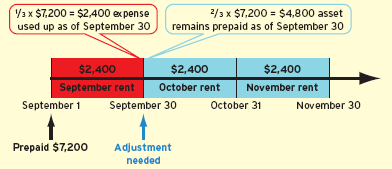 1/3 x $7,200 = $2,400 expense
used up as of September 30
2/3 x $7,200 = $4,800 asset
remains prepaid as of September 30
$2,400 $2,400 $2,400
September rent October rent November rent
September 1 September 30 October 31 November 30
Prepaid $7,200 Adjustment
needed